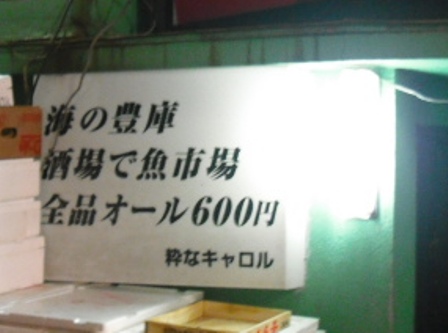 海の豊庫
酒場で魚市場
全品オール600円
粋なキャロル